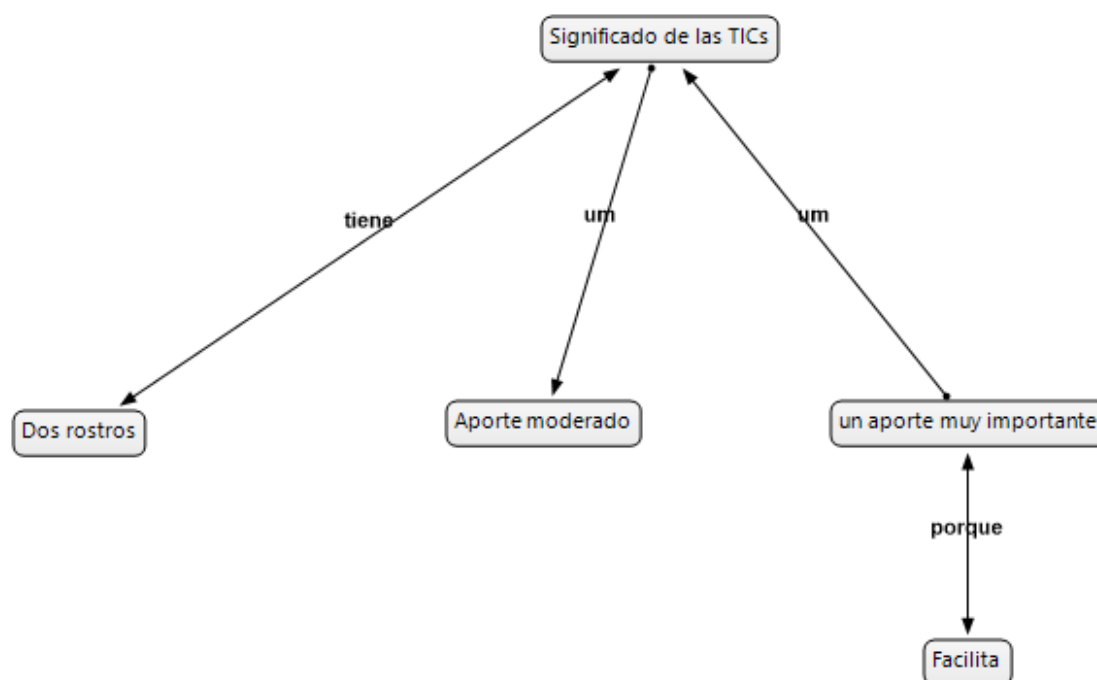 Significado de las TICs
tiene
um
um
Dos rostros
Aporte moderado
un aporte muy importante
porque
Facilita